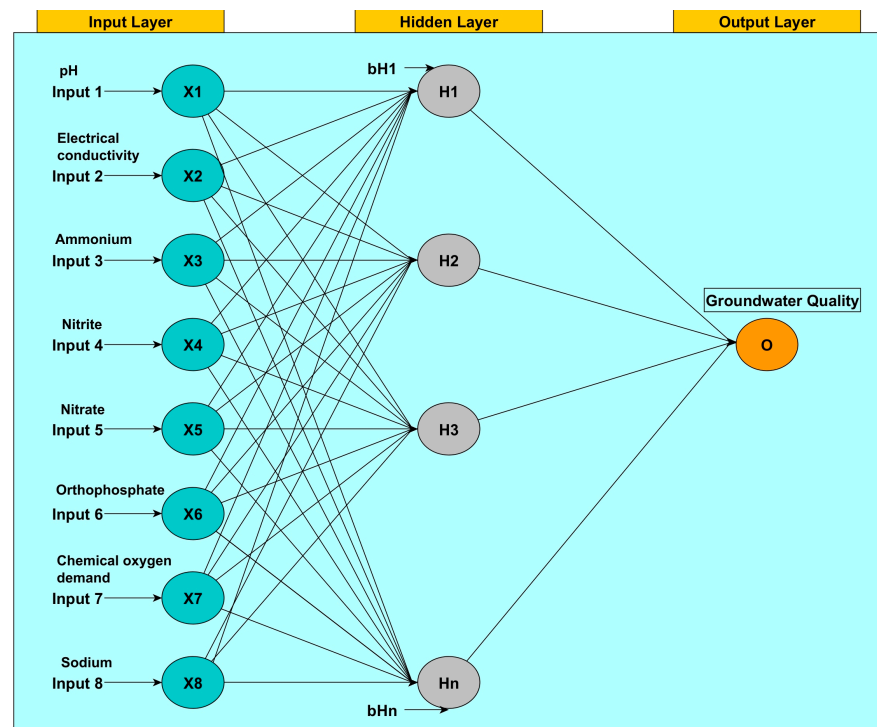 Input Layer
Hidden Layer
Output Layer
pH
Input 1
X1
bH1
H1
Electrical
conductivity
Input 2
X2
Ammonium
Input 3
X3
H2
Groundwater Quality
Nitrite
Input 4
X4
O
Nitrate
Input 5
X5
H3
Orthophosphate
Input 6
X6
Chemical oxygen
demand
Input 7
X7
Sodium
Input 8
X8
Hn
bHn